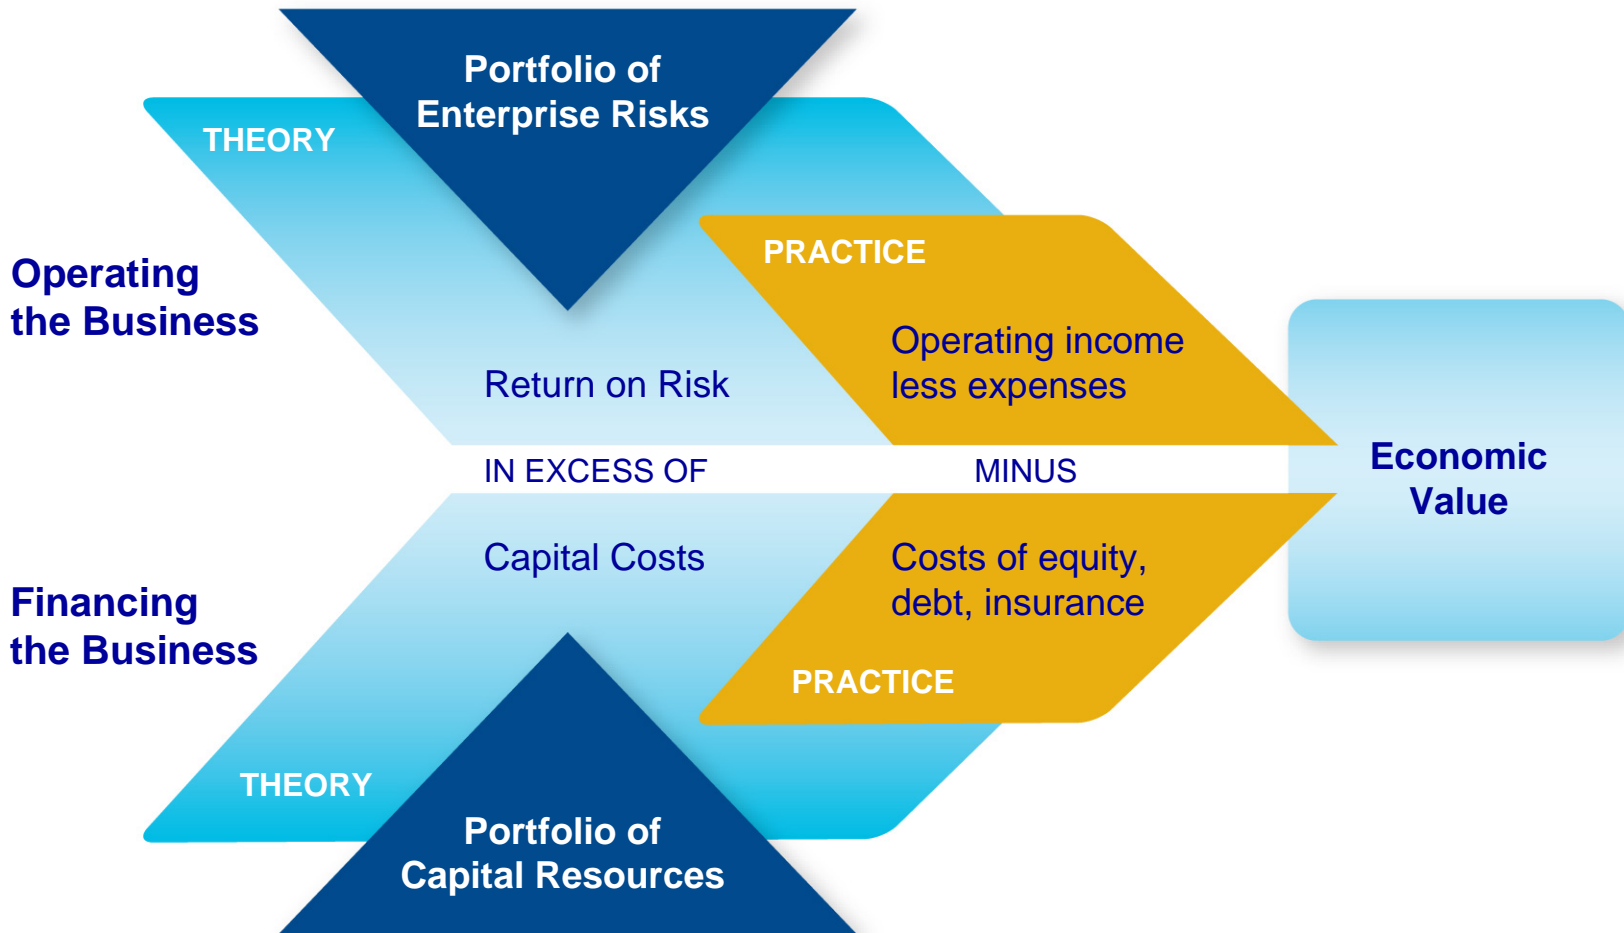 Portfolio of
Enterprise Risks
THEORY
PRACTICE
Operating
the Business
Operating income
less expenses
Return on Risk
IN EXCESS OF
MINUS
Economic
Value
Capital Costs
Costs of equity,
debt, insurance
Financing
the Business
PRACTICE
THEORY
Portfolio of
Capital Resources